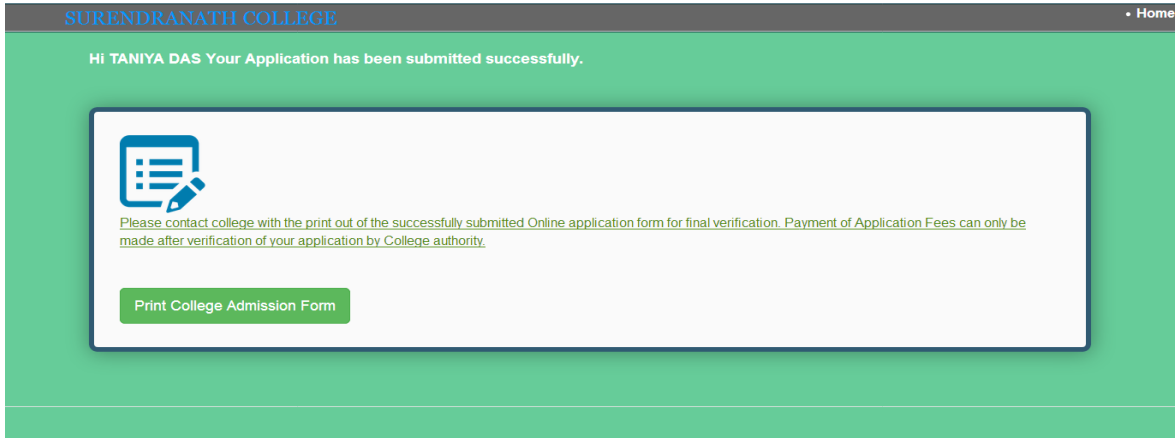 SURENDRANATH COLLEGE
• Home
Hi TANIYA DAS Your Application has been submitted successfully.
Please contact college with the print out of the successfully submitted Online application form for final verification. Payment of Application Fees can only be
made after verification of your application by College authority.
Print College Admission Form